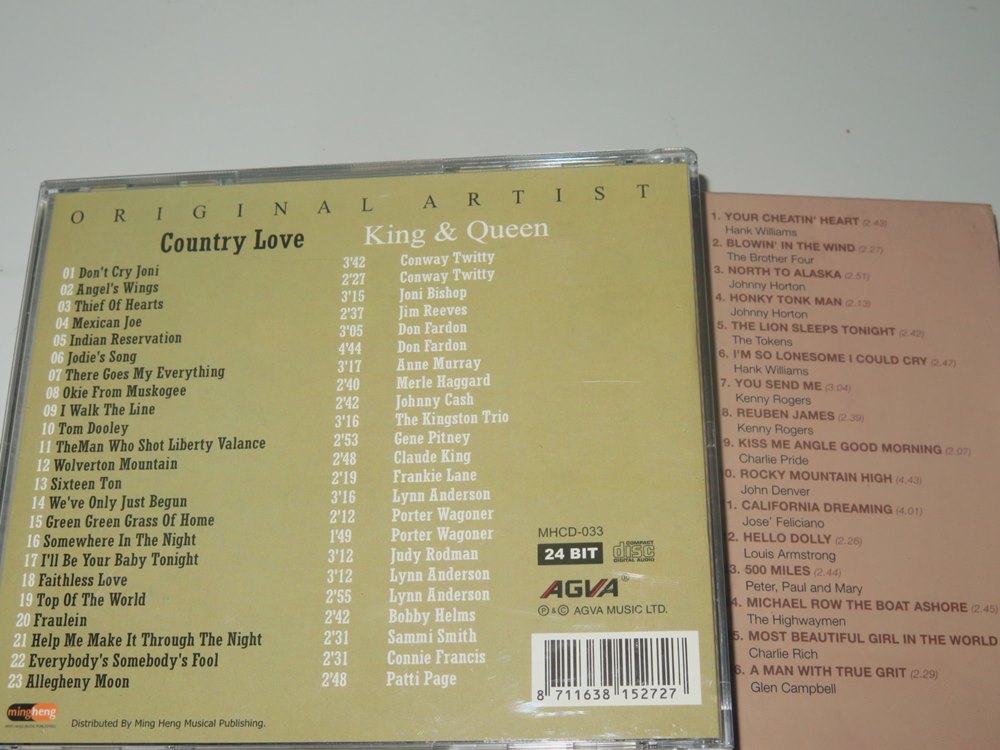 ORIGINAL ARTIST
Country Love King & Queen
01 Don't Cry Joni 3'42 Conway Twitty
02 Angel's Wings 2'27 Conway Twitty
03 Thief Of Hearts 3'15 Joni Bishop
04 Mexican Joe 2'37 Jim Reeves
05 Indian Reservation 3'05 Don Fardon
06 Jodie's Song 4'44 Don Fardon
07 There Goes My Everything 3'17 Anne Murray
08 Okie From Muskogee 2'40 Merle Haggard
09 I Walk The Line 2'42 Johnny Cash
10 Tom Dooley 3'16 The Kingston Trio
11 TheMan Who Shot Liberty Valance 2'53 Gene Pitney
12 Wolverton Mountain 2'48 Claude King
13 Sixteen Ton 2'19 Frankie Lane
14 We've Only Just Begun 3'16 Lynn Anderson
15 Green Green Grass Of Home 2'12 Porter Wagoner
16 Somewhere In The Night 1'49 Porter Wagoner
17 I'll Be Your Baby Tonight 3'12 Judy Rodman
18 Faithless Love 3'12 Lynn Anderson
19 Top Of The World 2'55 Lynn Anderson
20 Fraulein 2'42 Bobby Helms
21 Help Me Make It Through The Night 2'31 Sammi Smith
22 Everybody's Somebody's Fool 2'31 Connie Francis
23 Allegheny Moon 2'48 Patti Page
MHCD-033
24 BIT COMPACT disc DIGITAL AUDIO
AGVA®
℗&© AGVA MUSIC LTD.
8 711638 152727
mingheng
Distributed By Ming Heng Musical Publishing.
1. YOUR CHEATIN' HEART (2.43)
Hank Williams
2. BLOWIN' IN THE WIND (2.27)
The Brother Four
3. NORTH TO ALASKA (2.51)
Johnny Horton
4. HONKY TONK MAN (2.13)
Johnny Horton
5. THE LION SLEEPS TONIGHT (2.42)
The Tokens
6. I'M SO LONESOME I COULD CRY (2.47)
Hank Williams
7. YOU SEND ME (3.04)
Kenny Rogers
8. REUBEN JAMES (2.39)
Kenny Rogers
9. KISS ME ANGLE GOOD MORNING (2.07)
Charlie Pride
0. ROCKY MOUNTAIN HIGH (4.43)
John Denver
1. CALIFORNIA DREAMING (4.01)
Jose' Feliciano
2. HELLO DOLLY (2.26)
Louis Armstrong
3. 500 MILES (2.44)
Peter, Paul and Mary
4. MICHAEL ROW THE BOAT ASHORE (2.45)
The Highwaymen
5. MOST BEAUTIFUL GIRL IN THE WORLD
Charlie Rich
6. A MAN WITH TRUE GRIT (2.29)
Glen Campbell